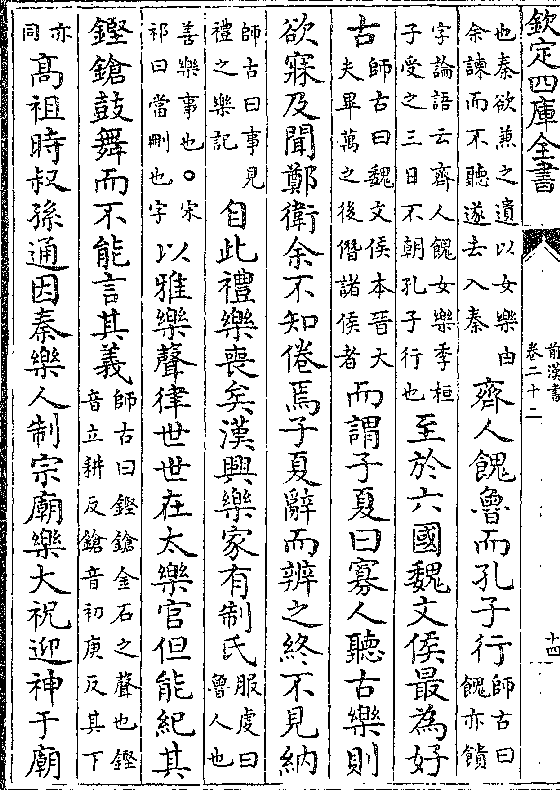 欽定四庫全書
前漢書
卷二十二
十四
也秦欲兼之遺以女樂由余諫而不聽遂去入秦齊人餽魯而孔子行師古曰餽亦饋
字論語云齊人餽女樂季桓子受之三日不朝孔子行也至於六國魏文侯最為好
古師古曰魏文侯本晉大夫畢萬之後僭諸侯者而謂子夏曰寡人聽古樂則
欲寐及聞鄭衛余不知倦焉子夏辭而辨之終不見納
師古曰事見禮之樂記自此禮樂喪矣漢興樂家有制氏服虔曰魯人也
善樂事也○宋祁曰當刪也字以雅樂聲律世世在太樂官但能紀其
鏗鎗鼓舞而不能言其義師古曰鏗鎗金石之聲也鏗音立耕反鎗音初庚反其下
亦同高祖時叔孫通因秦樂人制宗廟樂大祝迎神于廟